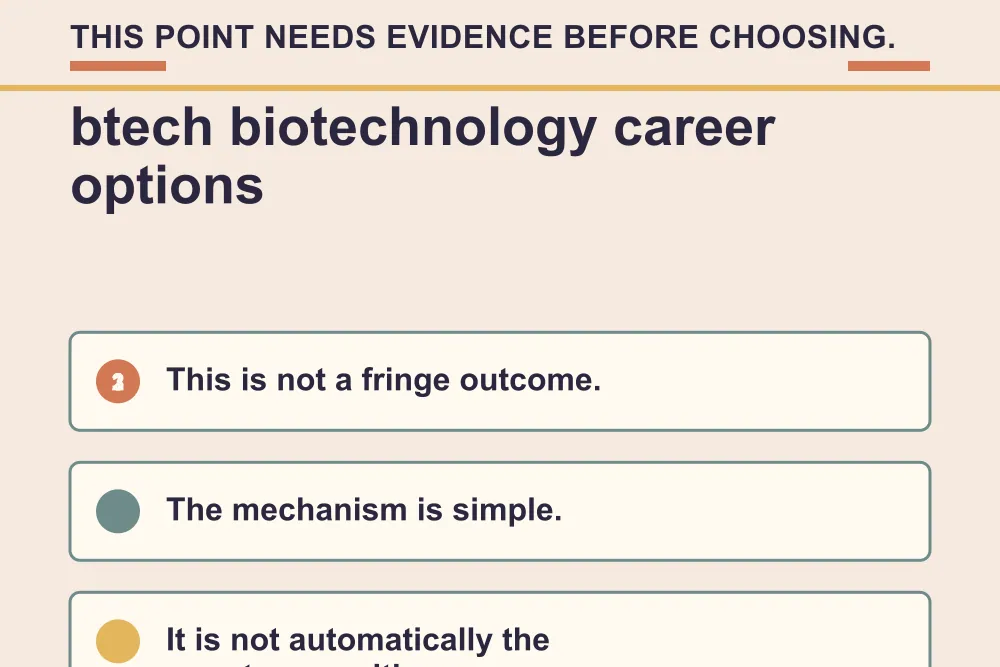 THIS POINT NEEDS EVIDENCE BEFORE CHOOSING.
btech biotechnology career
options
This is not a fringe outcome.
The mechanism is simple.
It is not automatically the